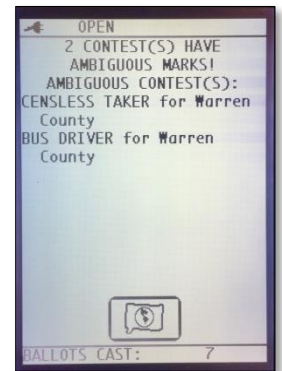 OPEN
2 CONTEST(S) HAVE
AMBIGUOUS MARKS!
AMBIGUOUS CONTEST(S):
CENSLESS TAKER for Warren
County
BUS DRIVER for Warren
County
BALLOTS CAST: 7